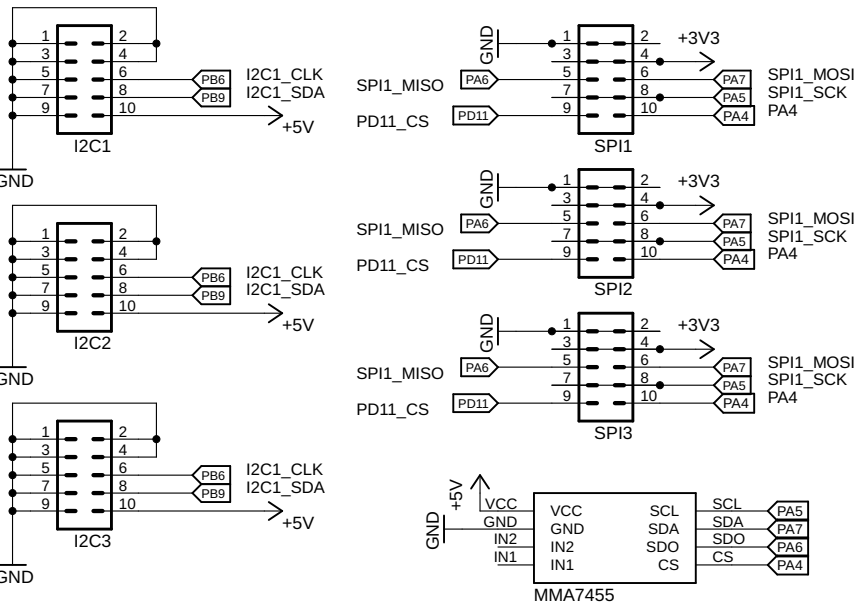 1 2
3 4
5 6 PB6 I2C1_CLK
7 8 PB9 I2C1_SDA
9 10 +5V
I2C1
GND
1 2
3 4
5 6 PB6 I2C1_CLK
7 8 PB9 I2C1_SDA
9 10 +5V
I2C2
GND
1 2
3 4
5 6 PB6 I2C1_CLK
7 8 PB9 I2C1_SDA
9 10 +5V
I2C3
GND
GND 1 2 +3V3
3 4
SPI1_MISO PA6 5 6 PA7 SPI1_MOSI
7 8 PA5 SPI1_SCK
PD11_CS PD11 9 10 PA4 PA4
SPI1
GND 1 2 +3V3
3 4
SPI1_MISO PA6 5 6 PA7 SPI1_MOSI
7 8 PA5 SPI1_SCK
PD11_CS PD11 9 10 PA4 PA4
SPI2
GND 1 2 +3V3
3 4
SPI1_MISO PA6 5 6 PA7 SPI1_MOSI
7 8 PA5 SPI1_SCK
PD11_CS PD11 9 10 PA4 PA4
SPI3
+5V VCC VCC SCL SCL PA5
GND GND GND SDA SDA PA7
IN2 IN2 SDO SDO PA6
IN1 IN1 CS CS PA4
MMA7455